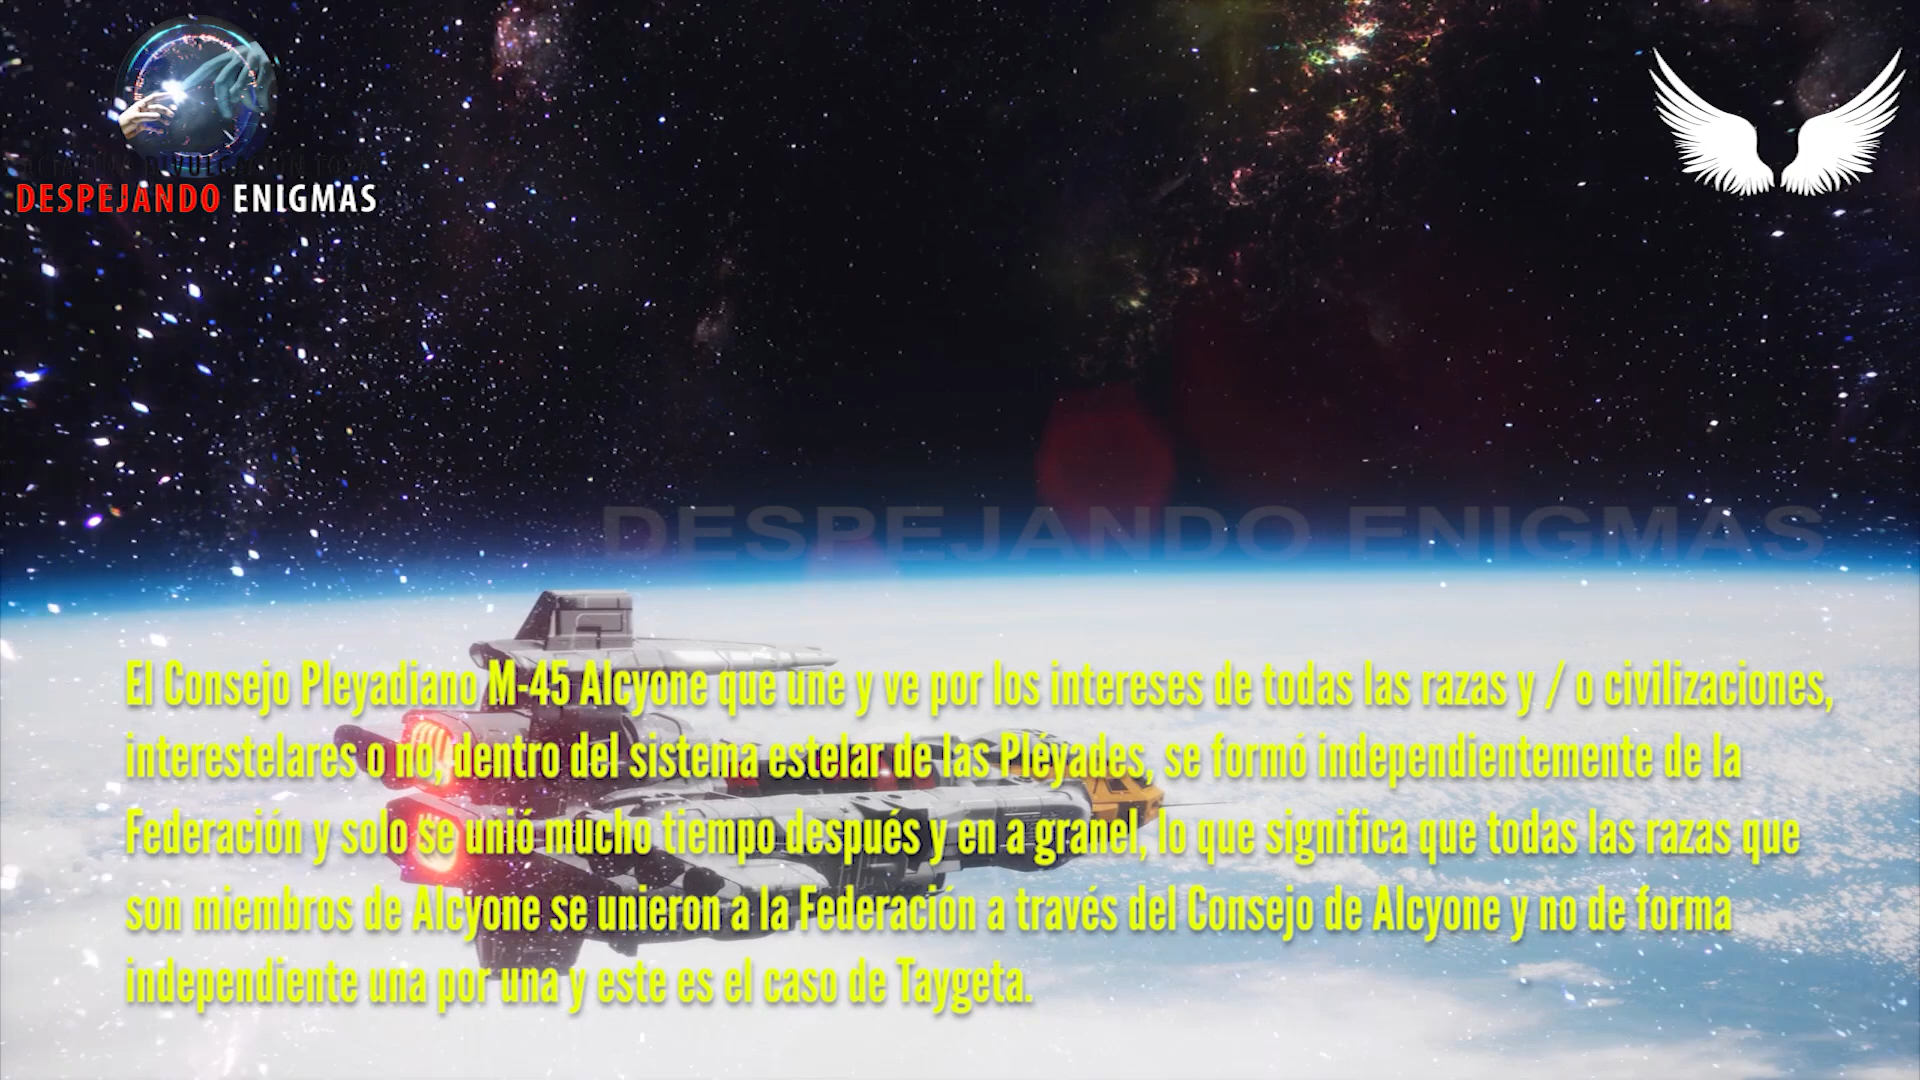 DESPEJANDO ENIGMAS
DESPEJANDO ENIGMAS
El Consejo Pleyadiano M-45 Alcyone que une y ve por los intereses de todas las razas y / o civilizaciones,
interestelares o no, dentro del sistema estelar de las Pléyades, se formó independientemente de la
Federación y solo se unió mucho tiempo después y en a granel, lo que significa que todas las razas que
son miembros de Alcyone se unieron a la Federación a través del Consejo de Alcyone y no de forma
independiente una por una y este es el caso de Taygeta.